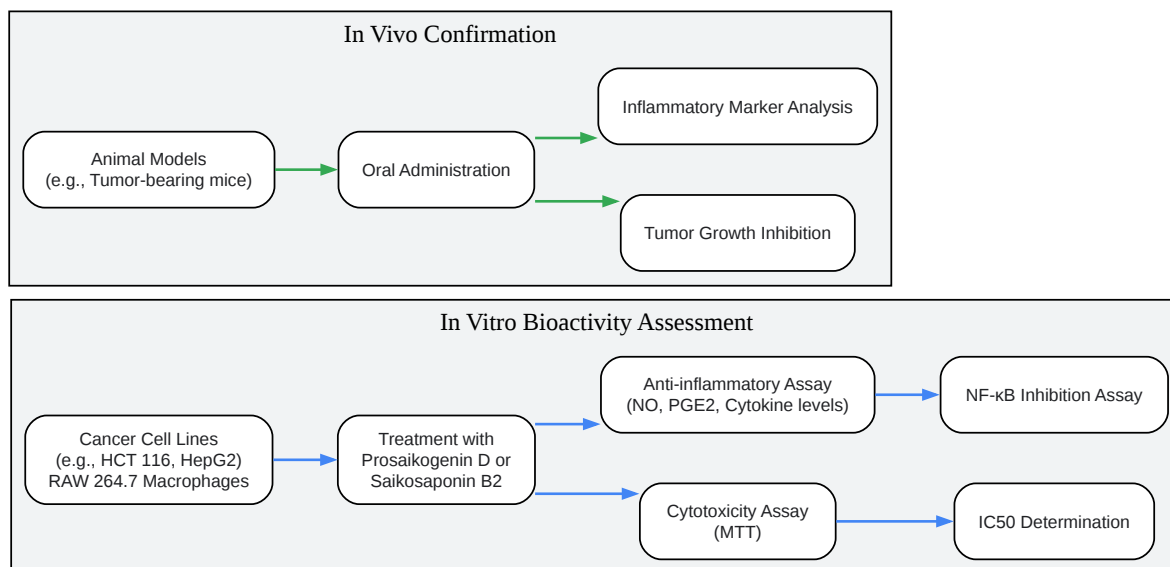 In Vivo Confirmation
Animal Models
(e.g., Tumor-bearing mice)
Oral Administration
Inflammatory Marker Analysis
Tumor Growth Inhibition
In Vitro Bioactivity Assessment
Cancer Cell Lines
(e.g., HCT 116, HepG2)
RAW 264.7 Macrophages
Treatment with
Prosaikogenin D or
Saikosaponin B2
Anti-inflammatory Assay
(NO, PGE2, Cytokine levels)
NF-κB Inhibition Assay
Cytotoxicity Assay
(MTT)
IC50 Determination